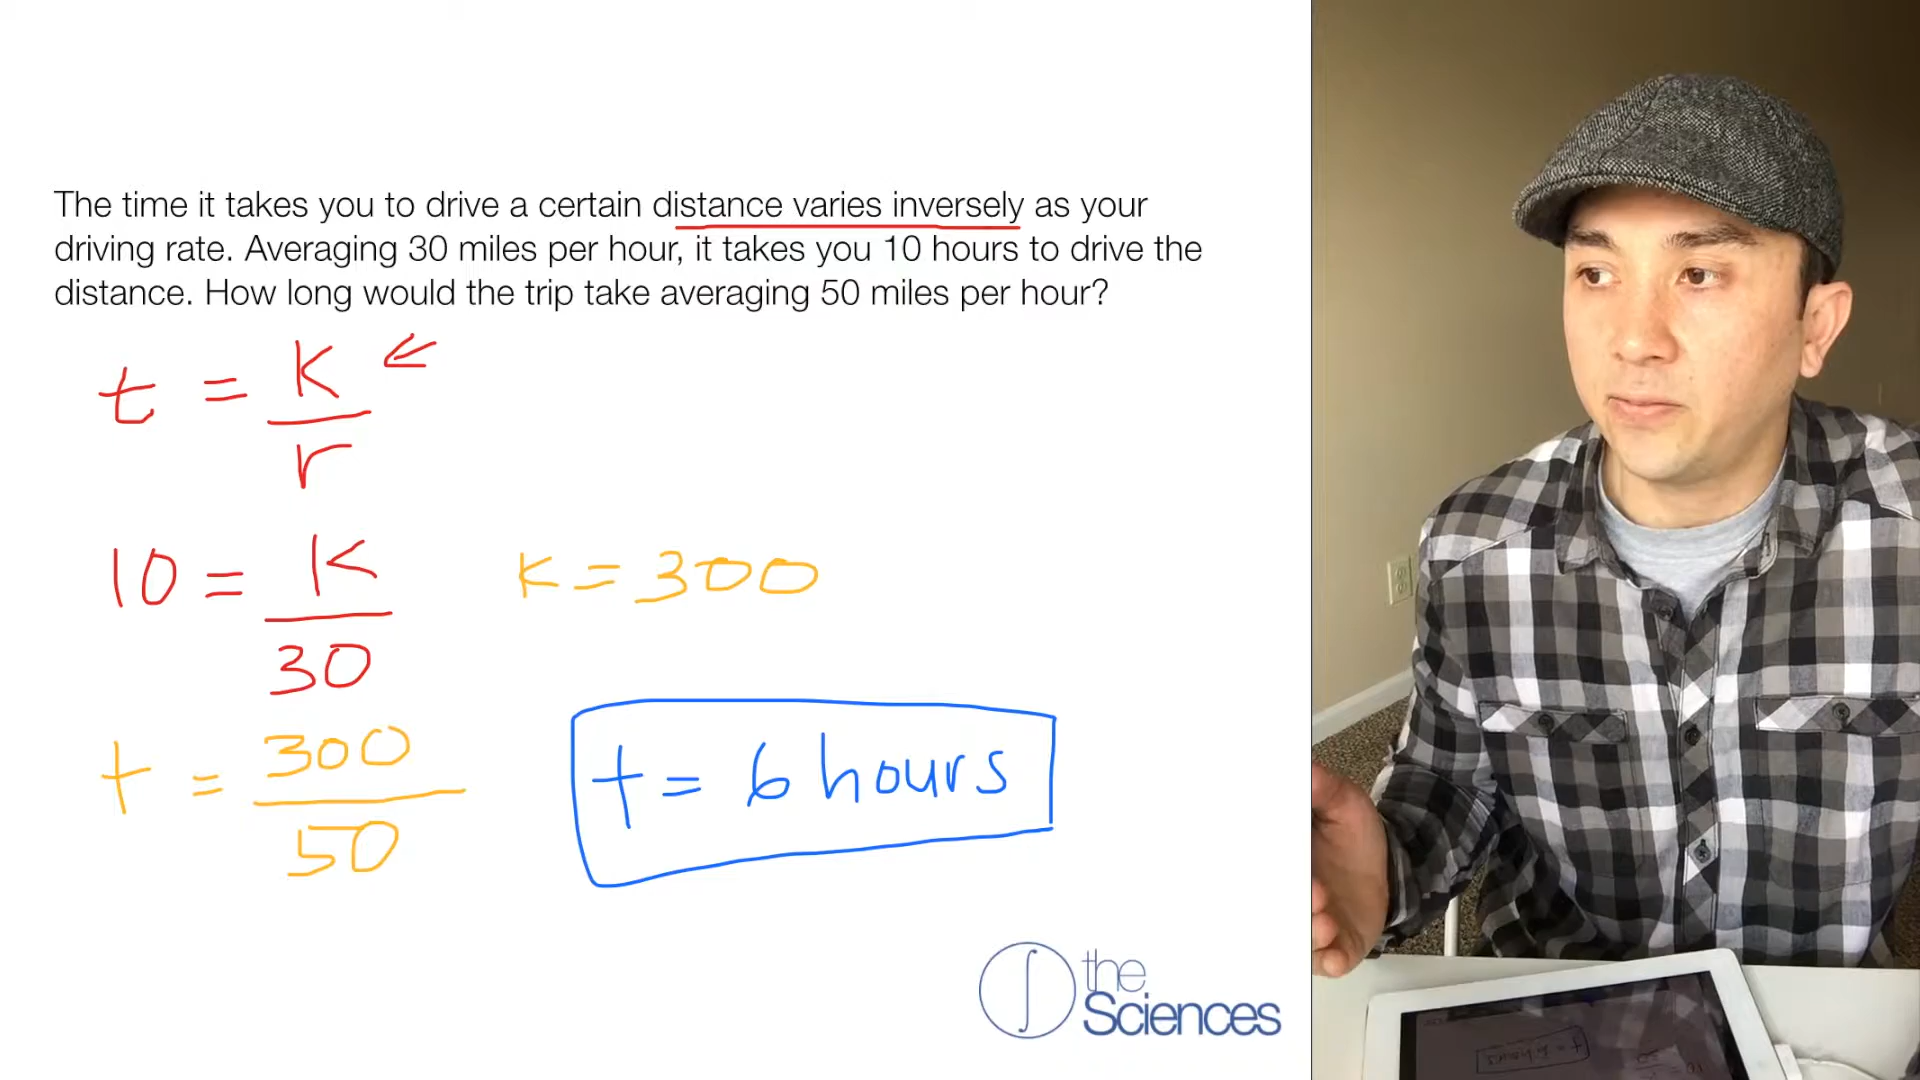 The time it takes you to drive a certain distance varies inversely as your
driving rate. Averaging 30 miles per hour, it takes you 10 hours to drive the
distance. How long would the trip take averaging 50 miles per hour?
t = K
r
10 = K
30
K = 300
t = 300
50
t = 6 hours
∫ the
Sciences